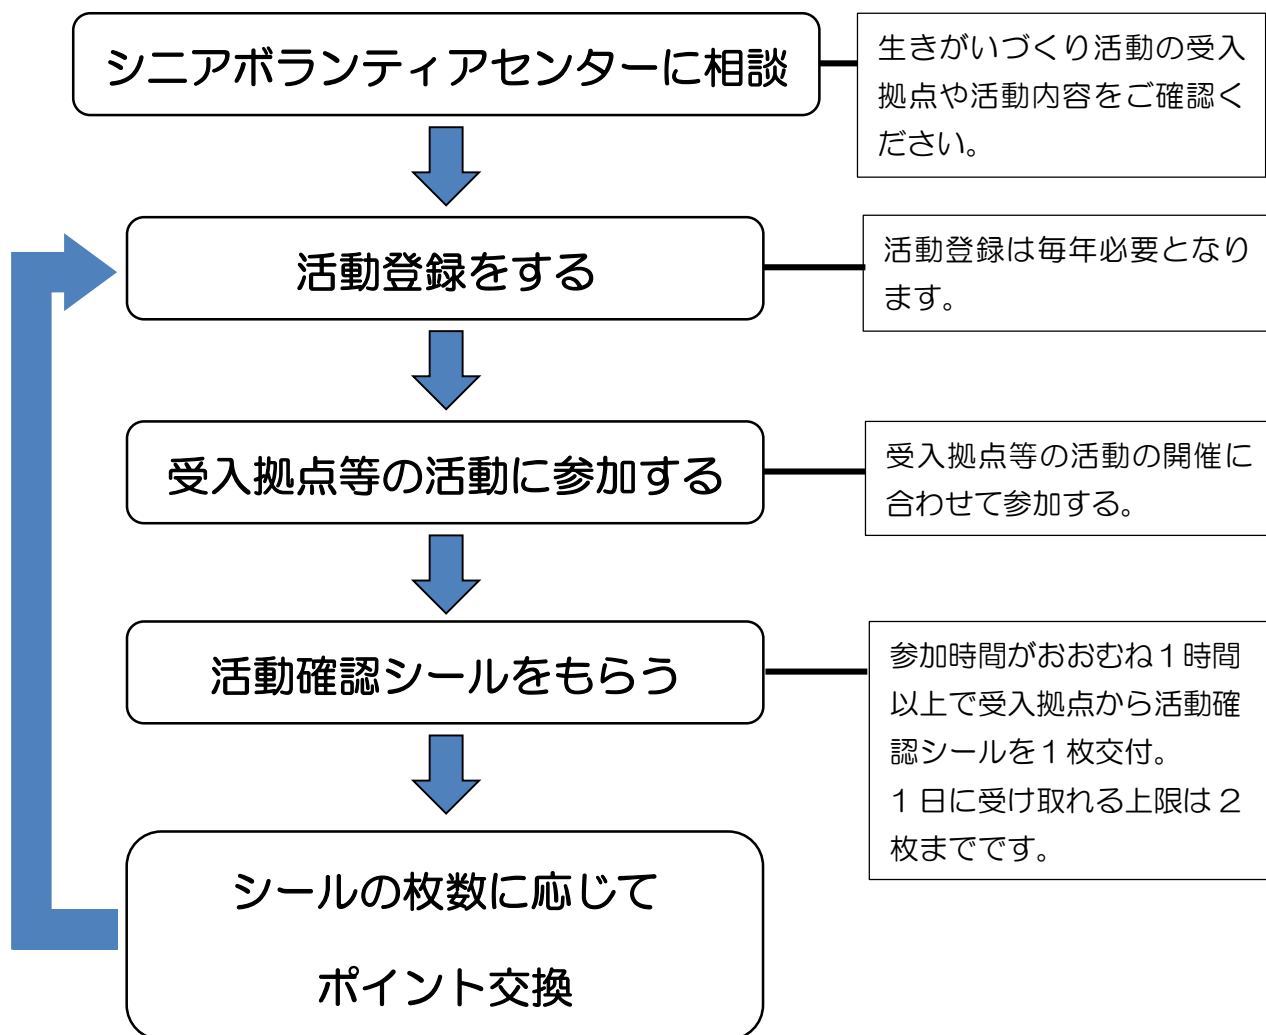 シニアボランティアセンターに相談
生きがいづくり活動の受入
拠点や活動内容をご確認く
ださい。
活動登録をする
活動登録は毎年必要となり
ます。
受入拠点等の活動に参加する
受入拠点等の活動の開催に
合わせて参加する。
活動確認シールをもらう
参加時間がおおむね１時間
以上で受入拠点から活動確
認シールを１枚交付。
１日に受け取れる上限は２
枚までです。
シールの枚数に応じて
ポイント交換